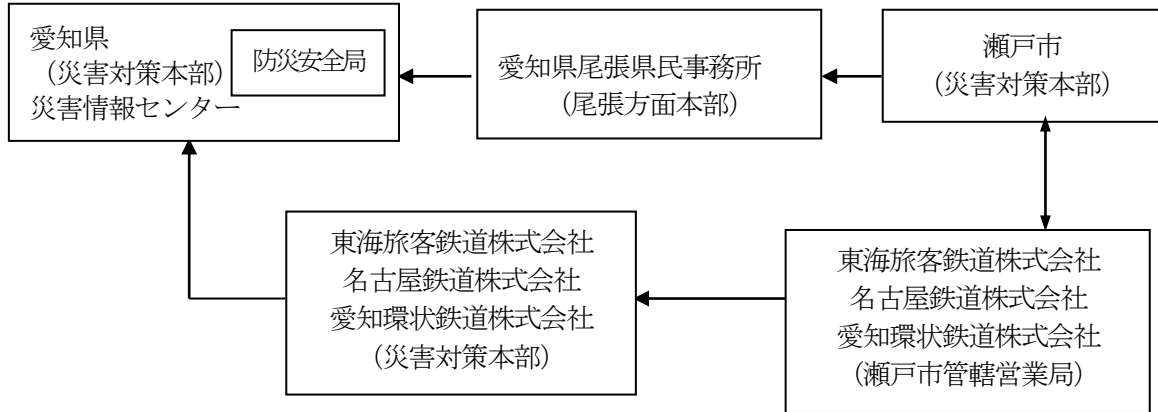 愛知県
(災害対策本部)
災害情報センター
防災安全局
愛知県尾張県民事務所
(尾張方面本部)
瀬戸市
(災害対策本部)
東海旅客鉄道株式会社
名古屋鉄道株式会社
愛知環状鉄道株式会社
(災害対策本部)
東海旅客鉄道株式会社
名古屋鉄道株式会社
愛知環状鉄道株式会社
(瀬戸市管轄営業局)